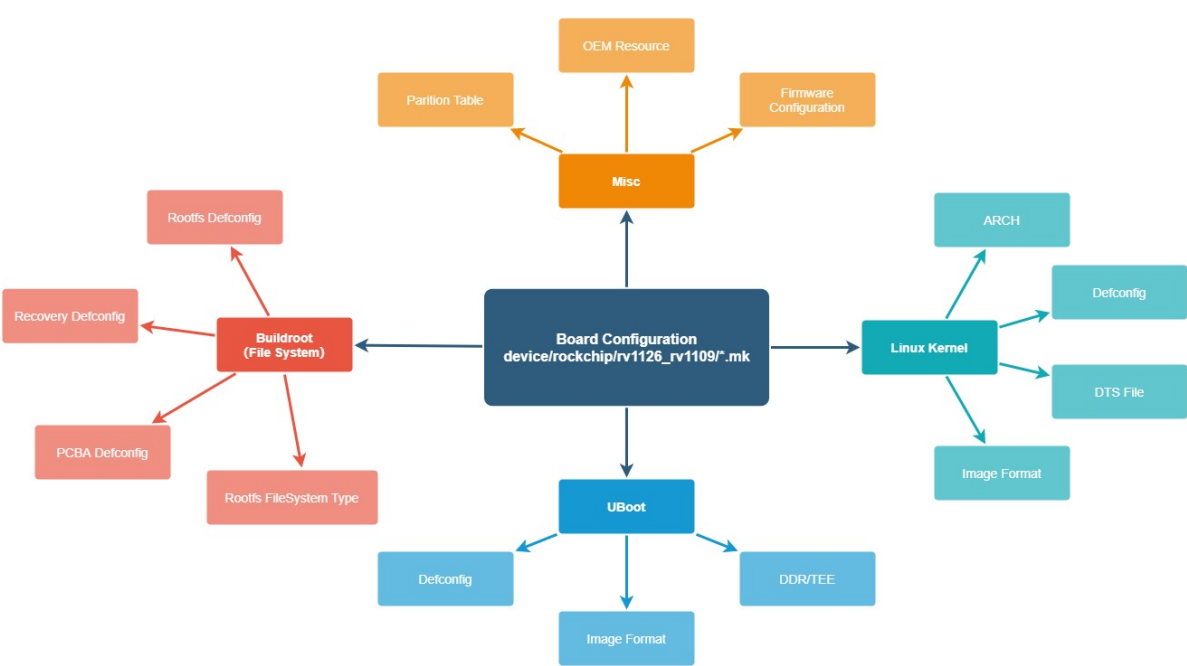 OEM Resource
Parition Table
Firmware
Configuration
Misc
Rootfs Defconfig
ARCH
Recovery Defconfig
Defconfig
Buildroot
(File System)
Board Configuration
device/rockchip/rv1126_rv1109/*.mk
Linux Kernel
DTS File
PCBA Defconfig
Image Format
Rootfs FileSystem Type
UBoot
Defconfig
DDR/TEE
Image Format